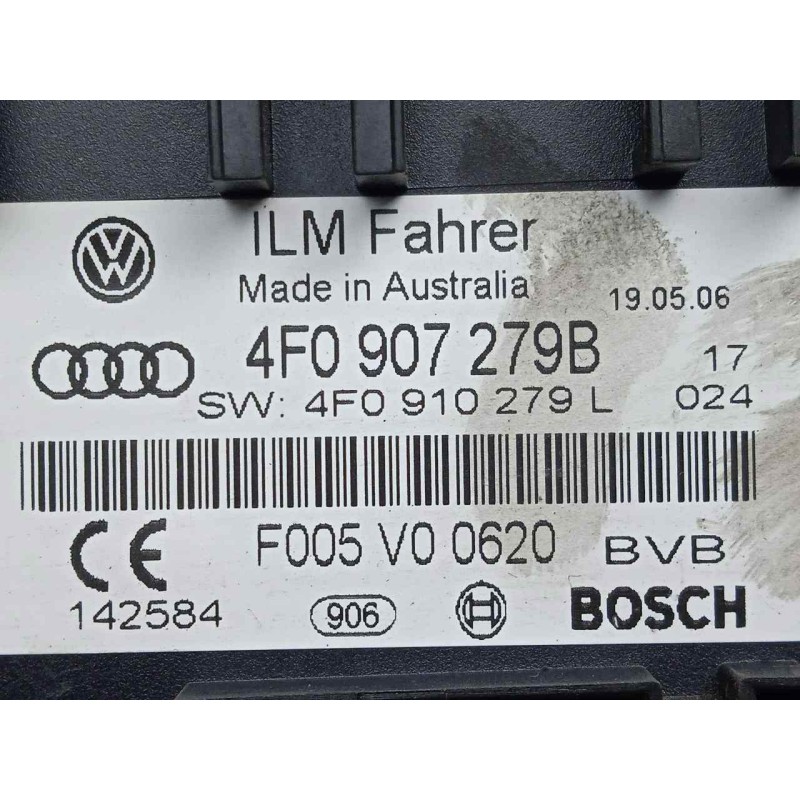 ILM Fahrer
Made in Australia 19.05.06
4F0 907 279B 17
SW: 4F0 910 279 L 024
CE F005 V0 0620 BVB
142584 906 BOSCH